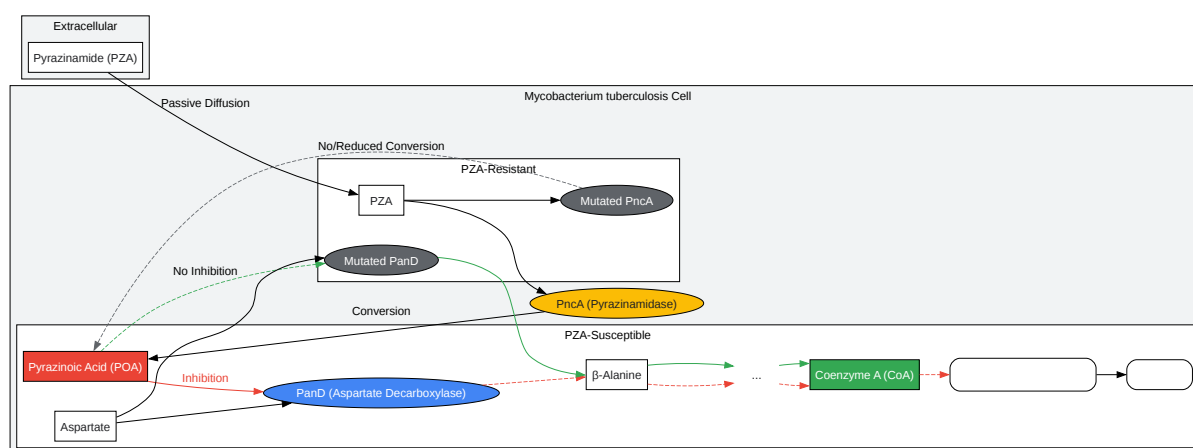 Extracellular
Pyrazinamide (PZA)
Mycobacterium tuberculosis Cell
Passive Diffusion
No/Reduced Conversion
PZA-Resistant
PZA
Mutated PncA
Mutated PanD
No Inhibition
PncA (Pyrazinamidase)
Conversion
PZA-Susceptible
Pyrazinoic Acid (POA)
Inhibition
PanD (Aspartate Decarboxylase)
β-Alanine
...
Coenzyme A (CoA)
Aspartate